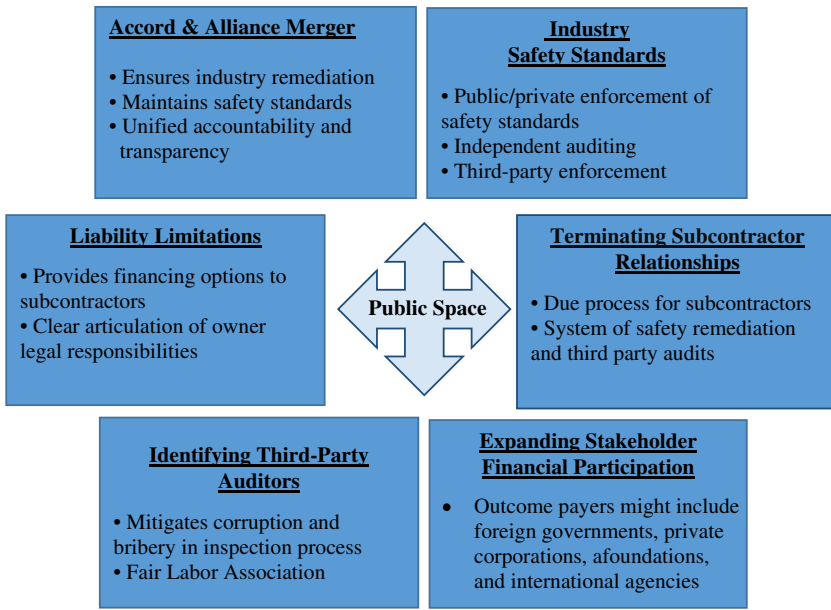 Accord & Alliance Merger
• Ensures industry remediation
• Maintains safety standards
• Unified accountability and
transparency
Industry
Safety Standards
• Public/private enforcement of
safety standards
• Independent auditing
• Third-party enforcement
Liability Limitations
• Provides financing options to
subcontractors
• Clear articulation of owner
legal responsibilities
Public Space
Terminating Subcontractor
Relationships
• Due process for subcontractors
• System of safety remediation
and third party audits
Identifying Third-Party
Auditors
• Mitigates corruption and
bribery in inspection process
• Fair Labor Association
Expanding Stakeholder
Financial Participation
• Outcome payers might include
foreign governments, private
corporations, afoundations,
and international agencies